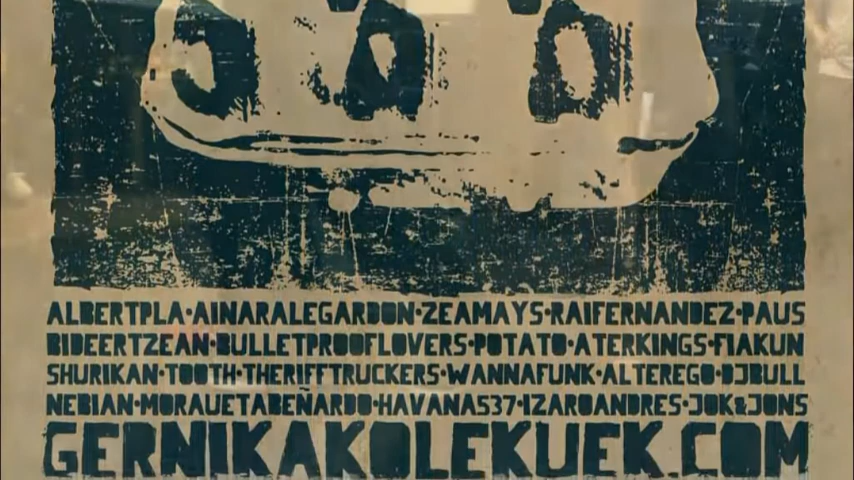 ALBERTPLA·AINARALEGARDON·ZEAMAYS·RAIFERNANDEZ·PAUS
BIDEERTZEAN·BULLETPROOFLOVERS·POTATO·ATERKINGS·FIAKUN
SHURIKAN·TOOTH·THERIFFTRUCKERS·WANNAFUNK·ALTEREGO·DJBULL
NEBIAN·MORAUETABEÑARDO·HAVANA537·IZAROANDRES·JOK&JONS
GERNIKAKOLEKUEK.COM